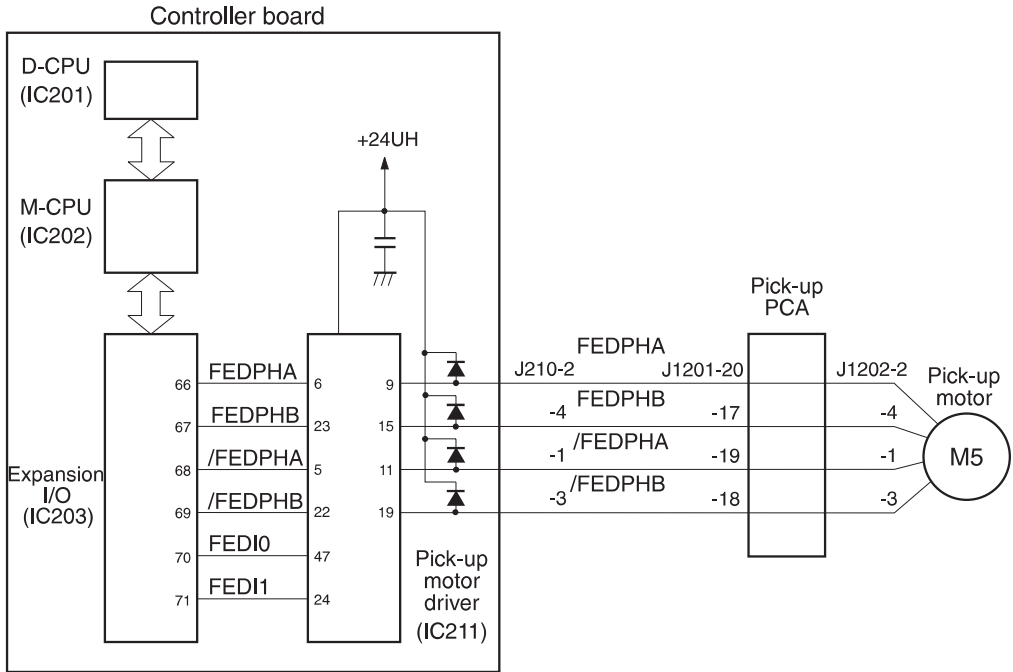 Controller board
D-CPU
(IC201)
+24UH
M-CPU
(IC202)
Pick-up
PCA
FEDPHA
66 FEDPHA 6 9 J210-2 J1201-20 J1202-2
Pick-up
motor
FEDPHB
67 FEDPHB 23 15 -4 -17 -4
/FEDPHA
68 /FEDPHA 5 11 -1 -19 -1
M5
Expansion
I/O
(IC203)
/FEDPHB
69 /FEDPHB 22 19 -3 -18 -3
70 FEDI0 47
71 FEDI1 24
Pick-up
motor
driver
(IC211)